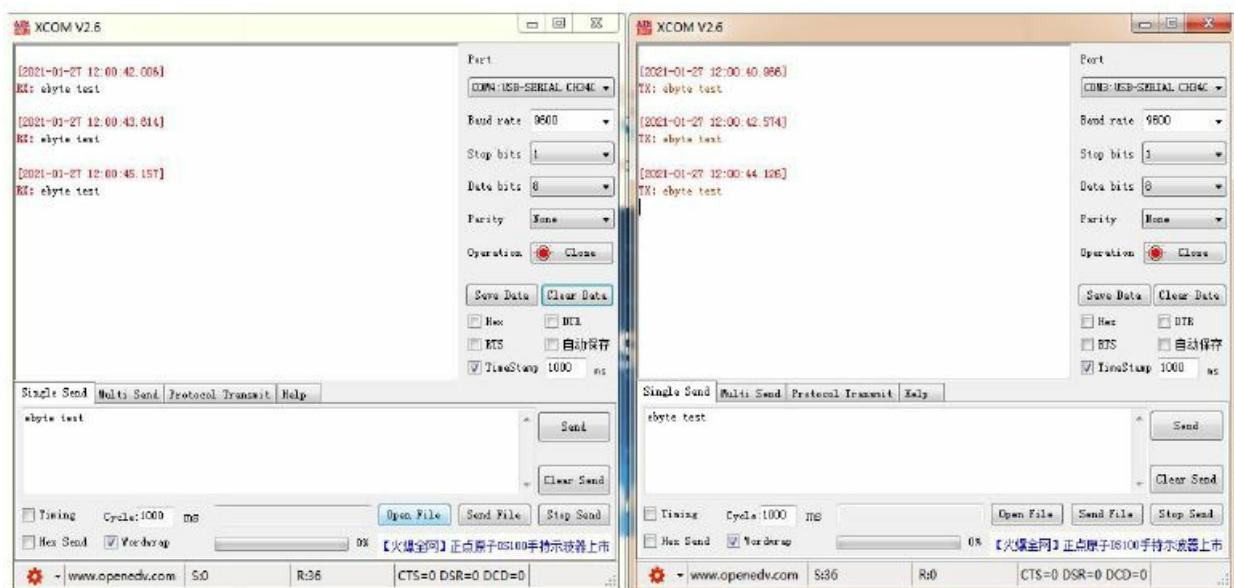 XCOM V2.6
[2021-01-27 12:00:42.006]
RX: ebyte test
[2021-01-27 12:00:43.614]
RX: ebyte test
[2021-01-27 12:00:45.157]
RX: ebyte test
Port
COM4:USB-SERIAL CH34C
Baud rate 9600
Stop bits 1
Data bits 8
Parity None
Operation Close
Save Data Clear Data
Hex DTR
RTS 自动保存
TimeStamp 1000 ms
Single Send Multi Send Protocol Transmit Help
ebyte test
Send
Clear Send
Timing Cycle:1000 ms Open File Send File Stop Send
Hex Send Wordwrap 0% 【火爆全网】正点原子DS100手持示波器上市
www.openedv.com S:0 R:36 CTS=0 DSR=0 DCD=0
XCOM V2.6
[2021-01-27 12:00:40.966]
TX: ebyte test
[2021-01-27 12:00:42.574]
TX: ebyte test
[2021-01-27 12:00:44.126]
TX: ebyte test
Port
COM3:USB-SERIAL CH34C
Baud rate 9600
Stop bits 1
Data bits 8
Parity None
Operation Close
Save Data Clear Data
Hex DTR
RTS 自动保存
TimeStamp 1000 ms
Single Send Multi Send Protocol Transmit Help
ebyte test
Send
Clear Send
Timing Cycle:1000 ms Open File Send File Stop Send
Hex Send Wordwrap 0% 【火爆全网】正点原子DS100手持示波器上市
www.openedv.com S:36 R:0 CTS=0 DSR=0 DCD=0